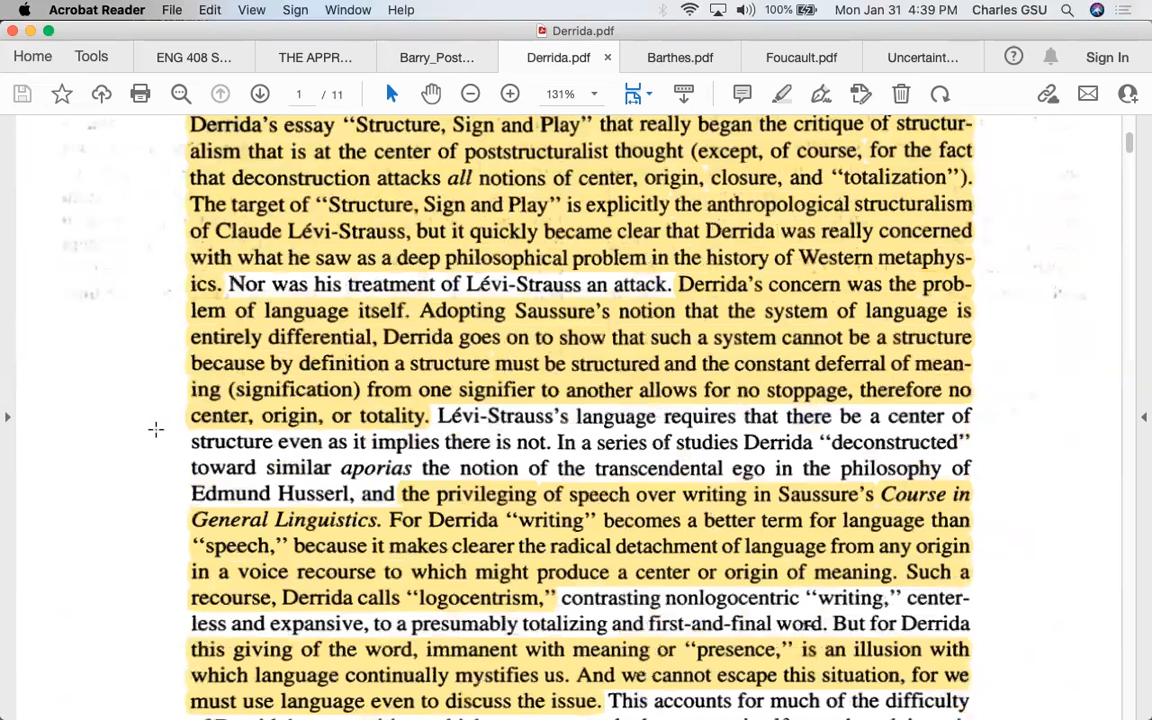 Acrobat Reader File Edit View Sign Window Help 100% Mon Jan 31 4:39 PM Charles GSU
Derrida.pdf
Home Tools ENG 408 S... THE APPR... Barry_Post... Derrida.pdf × Barthes.pdf Foucault.pdf Uncertaint... Sign In
1 / 11 131%
Derrida's essay “Structure, Sign and Play” that really began the critique of structur-
alism that is at the center of poststructuralist thought (except, of course, for the fact
that deconstruction attacks all notions of center, origin, closure, and “totalization”).
The target of “Structure, Sign and Play” is explicitly the anthropological structuralism
of Claude Lévi-Strauss, but it quickly became clear that Derrida was really concerned
with what he saw as a deep philosophical problem in the history of Western metaphys-
ics. Nor was his treatment of Lévi-Strauss an attack. Derrida's concern was the prob-
lem of language itself. Adopting Saussure's notion that the system of language is
entirely differential, Derrida goes on to show that such a system cannot be a structure
because by definition a structure must be structured and the constant deferral of mean-
ing (signification) from one signifier to another allows for no stoppage, therefore no
center, origin, or totality. Lévi-Strauss's language requires that there be a center of
structure even as it implies there is not. In a series of studies Derrida “deconstructed”
toward similar aporias the notion of the transcendental ego in the philosophy of
Edmund Husserl, and the privileging of speech over writing in Saussure's Course in
General Linguistics. For Derrida “writing” becomes a better term for language than
“speech,” because it makes clearer the radical detachment of language from any origin
in a voice recourse to which might produce a center or origin of meaning. Such a
recourse, Derrida calls “logocentrism,” contrasting nonlogocentric “writing,” center-
less and expansive, to a presumably totalizing and first-and-final word. But for Derrida
this giving of the word, immanent with meaning or “presence,” is an illusion with
which language continually mystifies us. And we cannot escape this situation, for we
must use language even to discuss the issue. This accounts for much of the difficulty